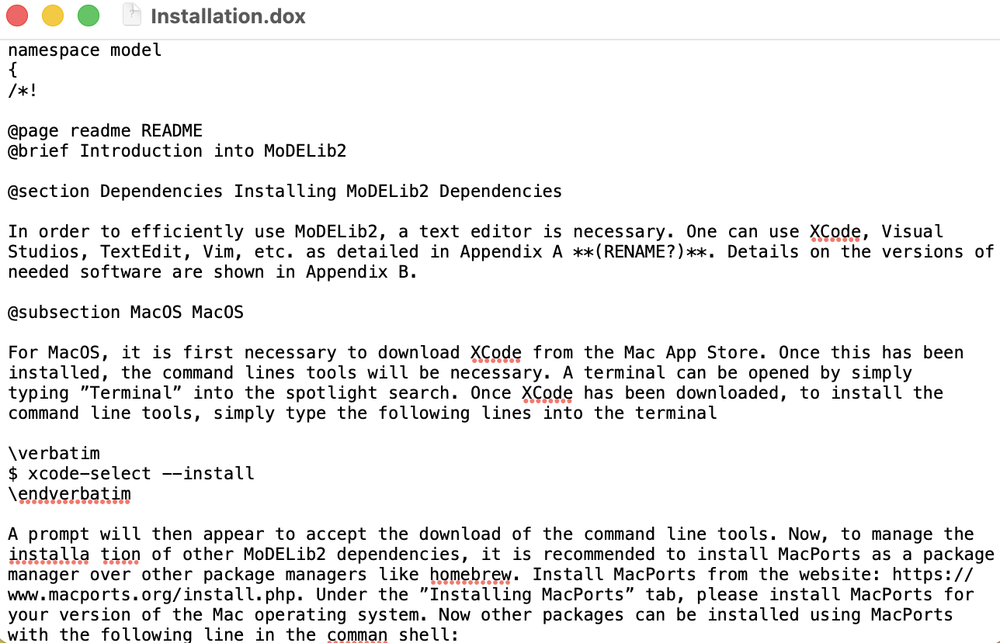 Installation.dox
namespace model
{
/*!
@page readme README
@brief Introduction into MoDELib2
@section Dependencies Installing MoDELib2 Dependencies
In order to efficiently use MoDELib2, a text editor is necessary. One can use XCode, Visual
Studios, TextEdit, Vim, etc. as detailed in Appendix A **(RENAME?)**. Details on the versions of
needed software are shown in Appendix B.
@subsection MacOS MacOS
For MacOS, it is first necessary to download XCode from the Mac App Store. Once this has been
installed, the command lines tools will be necessary. A terminal can be opened by simply
typing ”Terminal” into the spotlight search. Once XCode has been downloaded, to install the
command line tools, simply type the following lines into the terminal
\verbatim
$ xcode-select --install
\endverbatim
A prompt will then appear to accept the download of the command line tools. Now, to manage the
installa tion of other MoDELib2 dependencies, it is recommended to install MacPorts as a package
manager over other package managers like homebrew. Install MacPorts from the website: https://
www.macports.org/install.php. Under the ”Installing MacPorts” tab, please install MacPorts for
your version of the Mac operating system. Now other packages can be installed using MacPorts
with the following line in the comman shell: